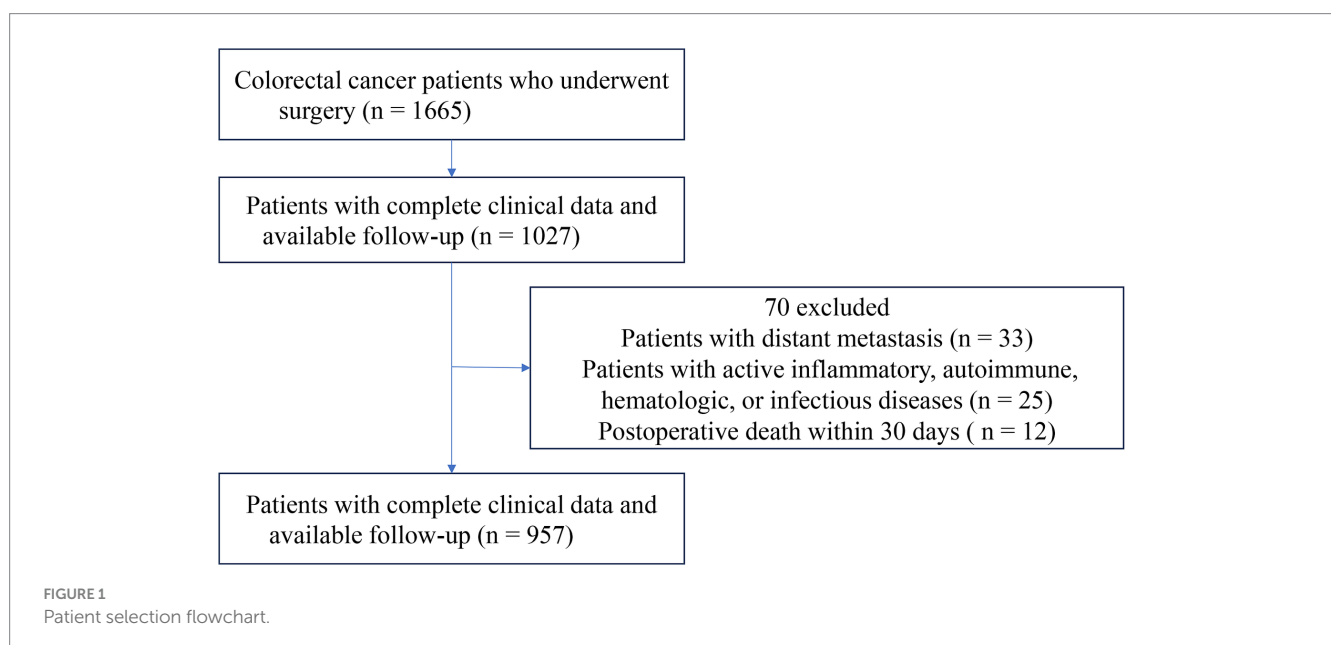 Colorectal cancer patients who underwent
surgery (n = 1665)
Patients with complete clinical data and
available follow-up (n = 1027)
70 excluded
Patients with distant metastasis (n = 33)
Patients with active inflammatory, autoimmune,
hematologic, or infectious diseases (n = 25)
Postoperative death within 30 days ( n = 12)
Patients with complete clinical data and
available follow-up (n = 957)
FIGURE 1
Patient selection flowchart.